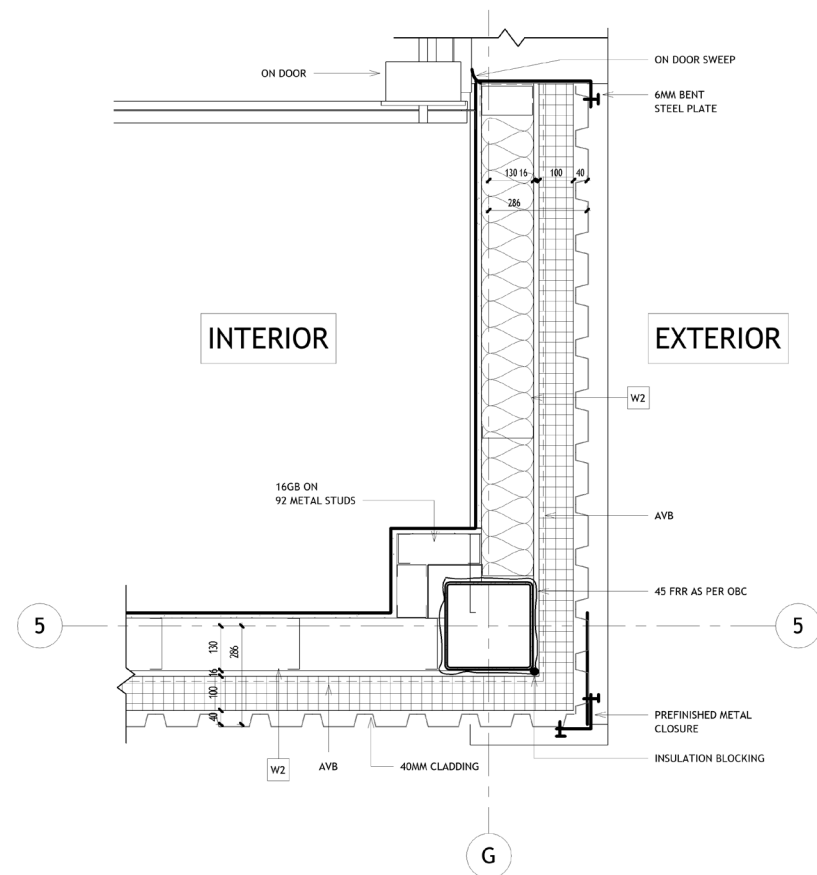 ON DOOR
ON DOOR SWEEP
6MM BENT
STEEL PLATE
130 16 100 40
286
INTERIOR
EXTERIOR
W2
16GB ON
92 METAL STUDS
AVB
45 FRR AS PER OBC
5
5
130
286
16
100
40
PREFINISHED METAL
CLOSURE
INSULATION BLOCKING
W2
AVB
40MM CLADDING
G